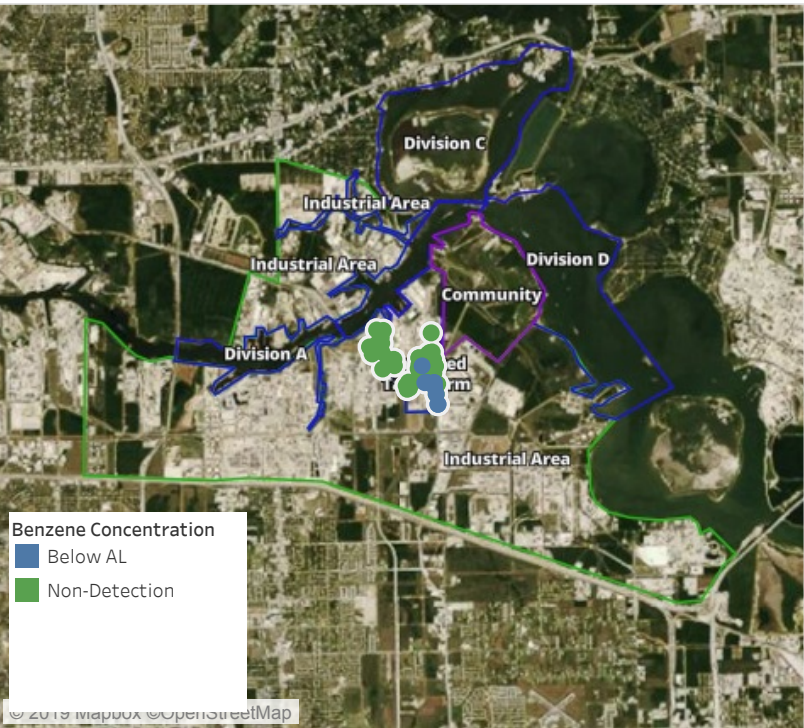 Division C
Industrial Area
Division D
Industrial Area
Community
Division A
Industrial Area
Benzene Concentration
Below AL
Non-Detection
© 2019 Mapbox ©OpenStreetMap